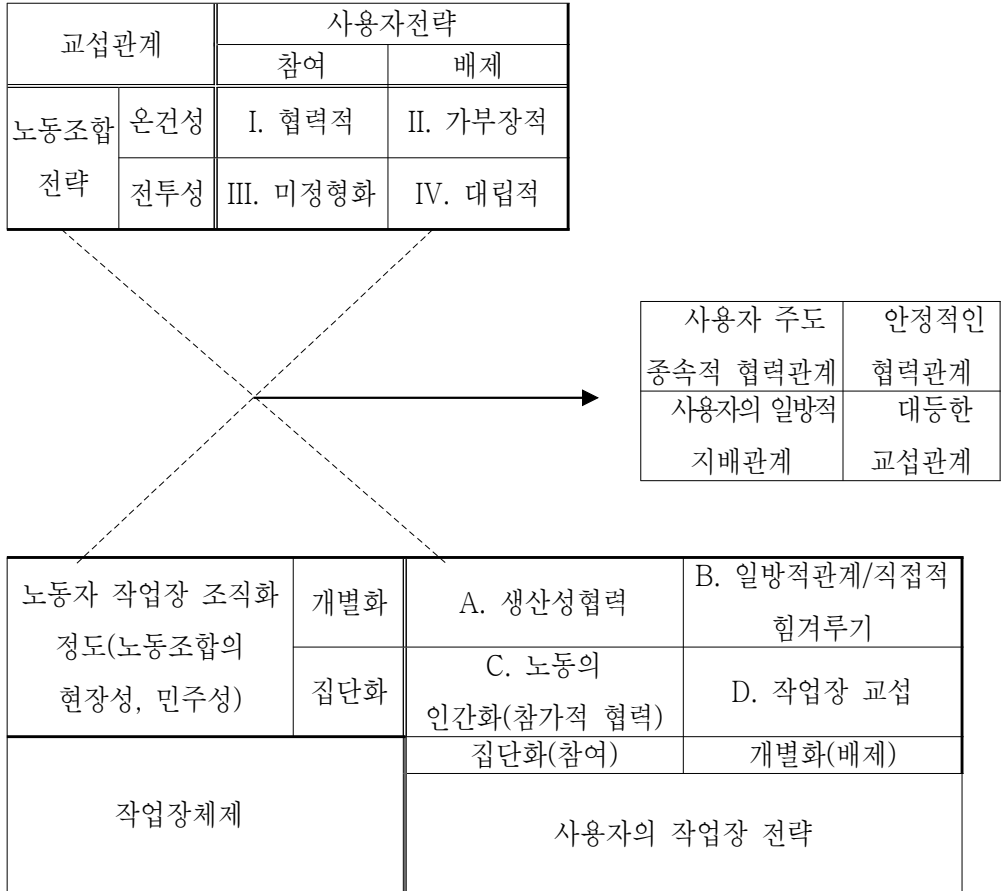 교섭관계
사용자전략
참여
배제
노동조합
전략
온건성
I. 협력적
II. 가부장적
전투성
III. 미정형화
IV. 대립적
사용자 주도
종속적 협력관계
안정적인
협력관계
사용자의 일방적
지배관계
대등한
교섭관계
노동자 작업장 조직화
정도(노동조합의
현장성, 민주성)
개별화
A. 생산성협력
B. 일방적관계/직접적
힘겨루기
집단화
C. 노동의
인간화(참가적 협력)
D. 작업장 교섭
집단화(참여)
개별화(배제)
작업장체제
사용자의 작업장 전략